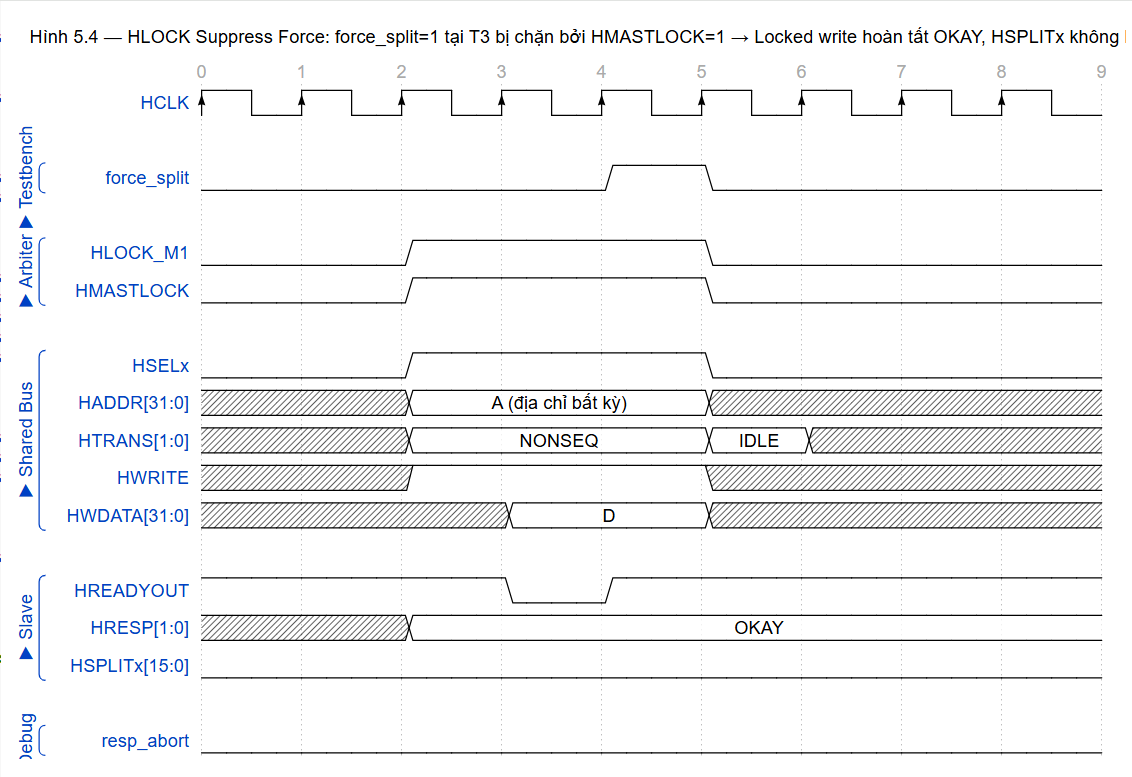 Hình 5.4 — HLOCK Suppress Force: force_split=1 tại T3 bị chặn bởi HMASTLOCK=1 → Locked write hoàn tất OKAY, HSPLITx không
0 1 2 3 4 5 6 7 8 9
HCLK
▶ Testbench
force_split
▶ Arbiter
HLOCK_M1
HMASTLOCK
▶ Shared Bus
HSELx
HADDR[31:0] A (địa chỉ bất kỳ)
HTRANS[1:0] NONSEQ IDLE
HWRITE
HWDATA[31:0] D
▶ Slave
HREADYOUT
HRESP[1:0] OKAY
HSPLITx[15:0]
resp_abort